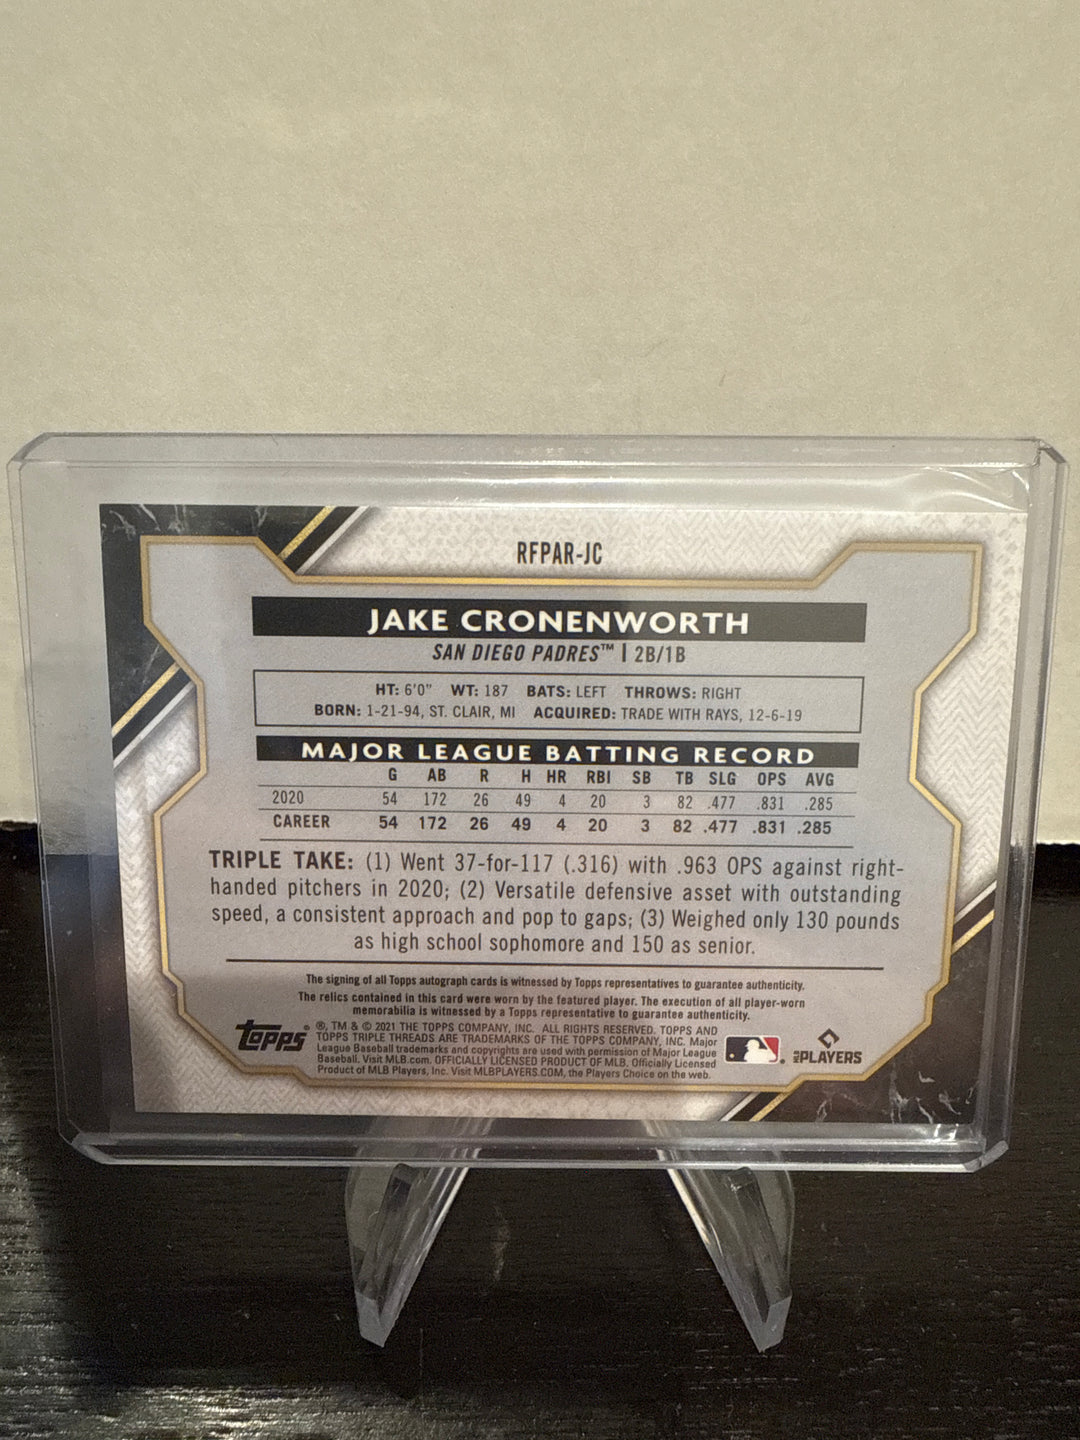 RFPAR-JC
JAKE CRONENWORTH
SAN DIEGO PADRES™ | 2B/1B
HT: 6'0" WT: 187 BATS: LEFT THROWS: RIGHT
BORN: 1-21-94, ST. CLAIR, MI ACQUIRED: TRADE WITH RAYS, 12-6-19
MAJOR LEAGUE BATTING RECORD
G AB R H HR RBI SB TB SLG OPS AVG
2020 54 172 26 49 4 20 3 82 .477 .831 .285
CAREER 54 172 26 49 4 20 3 82 .477 .831 .285
TRIPLE TAKE: (1) Went 37-for-117 (.316) with .963 OPS against right-
handed pitchers in 2020; (2) Versatile defensive asset with outstanding
speed, a consistent approach and pop to gaps; (3) Weighed only 130 pounds
as high school sophomore and 150 as senior.
The signing of all Topps autograph cards is witnessed by Topps representatives to guarantee authenticity.
The relics contained in this card were worn by the featured player. The execution of all player-worn
memorabilia is witnessed by a Topps representative to guarantee authenticity.
topps®
®, TM & © 2021 THE TOPPS COMPANY, INC. ALL RIGHTS RESERVED. TOPPS AND
TOPPS TRIPLE THREADS ARE TRADEMARKS OF THE TOPPS COMPANY, INC. Major
League Baseball trademarks and copyrights are used with permission of Major League
Baseball. Visit MLB.com. OFFICIALLY LICENSED PRODUCT OF MLB. Officially Licensed
Product of MLB Players, Inc. Visit MLBPLAYERS.COM, the Players Choice on the web.
MLB PLAYERS